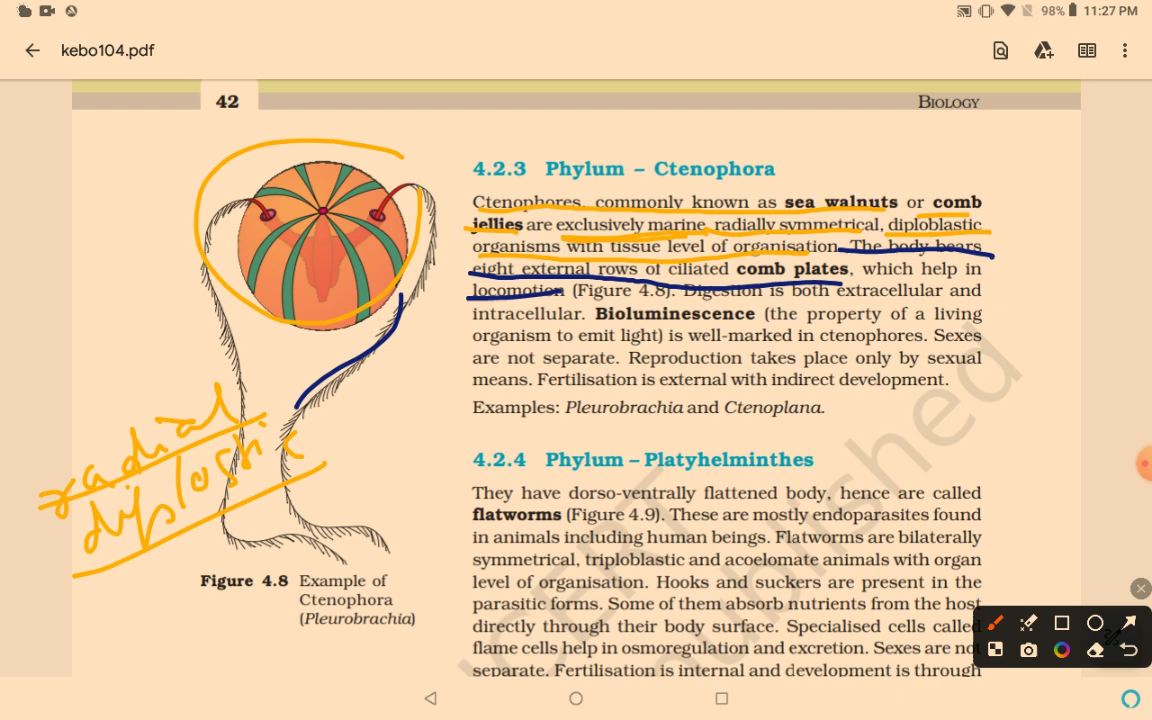 98% 11:27 PM
kebo104.pdf
42
BIOLOGY
4.2.3 Phylum – Ctenophora
Ctenophores, commonly known as sea walnuts or comb
jellies are exclusively marine, radially symmetrical, diploblastic
organisms with tissue level of organisation. The body bears
eight external rows of ciliated comb plates, which help in
locomotion (Figure 4.8). Digestion is both extracellular and
intracellular. Bioluminescence (the property of a living
organism to emit light) is well-marked in ctenophores. Sexes
are not separate. Reproduction takes place only by sexual
means. Fertilisation is external with indirect development.
Examples: Pleurobrachia and Ctenoplana.
radial
diplostic
Figure 4.8 Example of
Ctenophora
(Pleurobrachia)
4.2.4 Phylum – Platyhelminthes
They have dorso-ventrally flattened body, hence are called
flatworms (Figure 4.9). These are mostly endoparasites found
in animals including human beings. Flatworms are bilaterally
symmetrical, triploblastic and acoelomate animals with organ
level of organisation. Hooks and suckers are present in the
parasitic forms. Some of them absorb nutrients from the host
directly through their body surface. Specialised cells called
flame cells help in osmoregulation and excretion. Sexes are not
separate. Fertilisation is internal and development is through